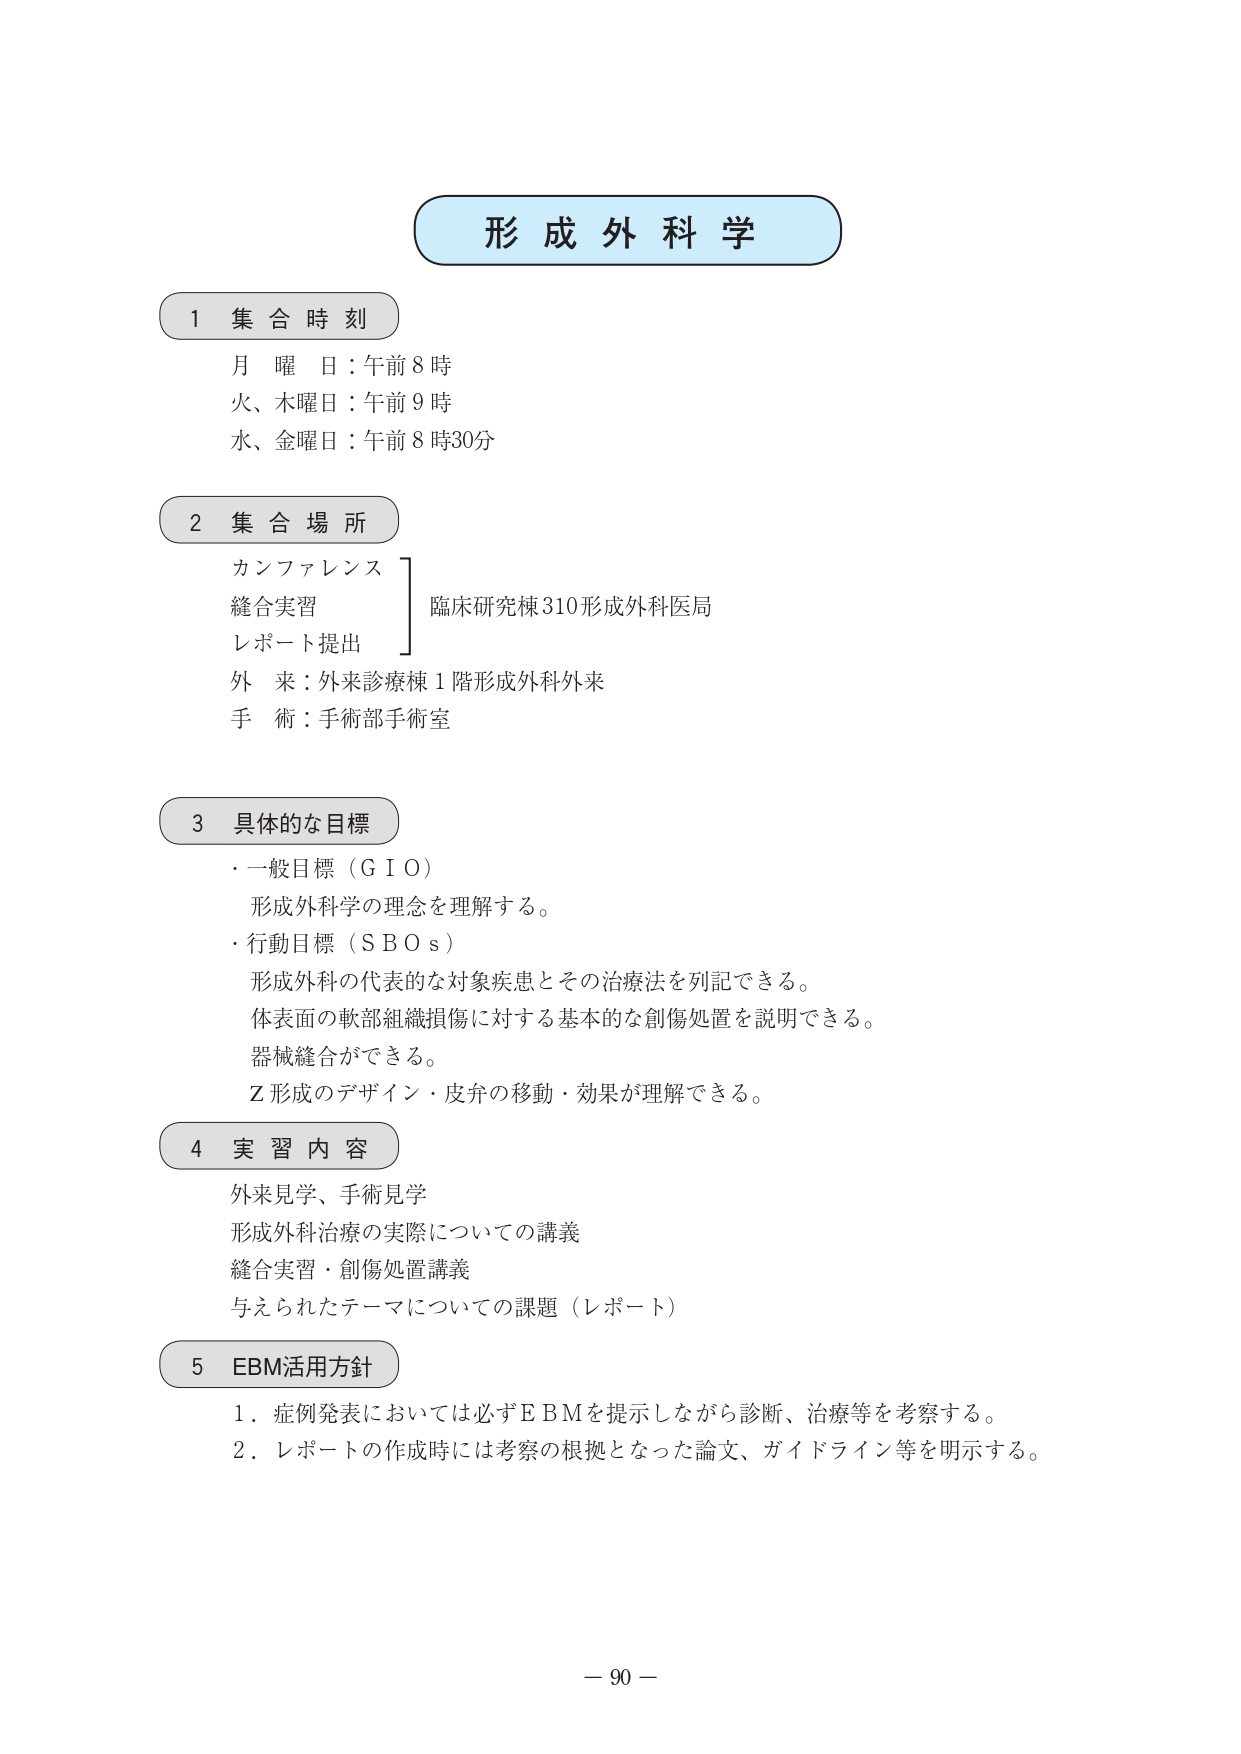 形成外科学
1 集合時刻
月　曜　日：午前８時
火、木曜日：午前９時
水、金曜日：午前８時30分
2 集合場所
カンファレンス
縫合実習
レポート提出
臨床研究棟310形成外科医局
外　来：外来診療棟１階形成外科外来
手　術：手術部手術室
3 具体的な目標
・一般目標（ＧＩＯ）
形成外科学の理念を理解する。
・行動目標（ＳＢＯｓ）
形成外科の代表的な対象疾患とその治療法を列記できる。
体表面の軟部組織損傷に対する基本的な創傷処置を説明できる。
器械縫合ができる。
Ｚ形成のデザイン・皮弁の移動・効果が理解できる。
4 実習内容
外来見学、手術見学
形成外科治療の実際についての講義
縫合実習・創傷処置講義
与えられたテーマについての課題（レポート）
5 EBM活用方針
１．症例発表においては必ずＥＢＭを提示しながら診断、治療等を考察する。
２．レポートの作成時には考察の根拠となった論文、ガイドライン等を明示する。
― 90 ―